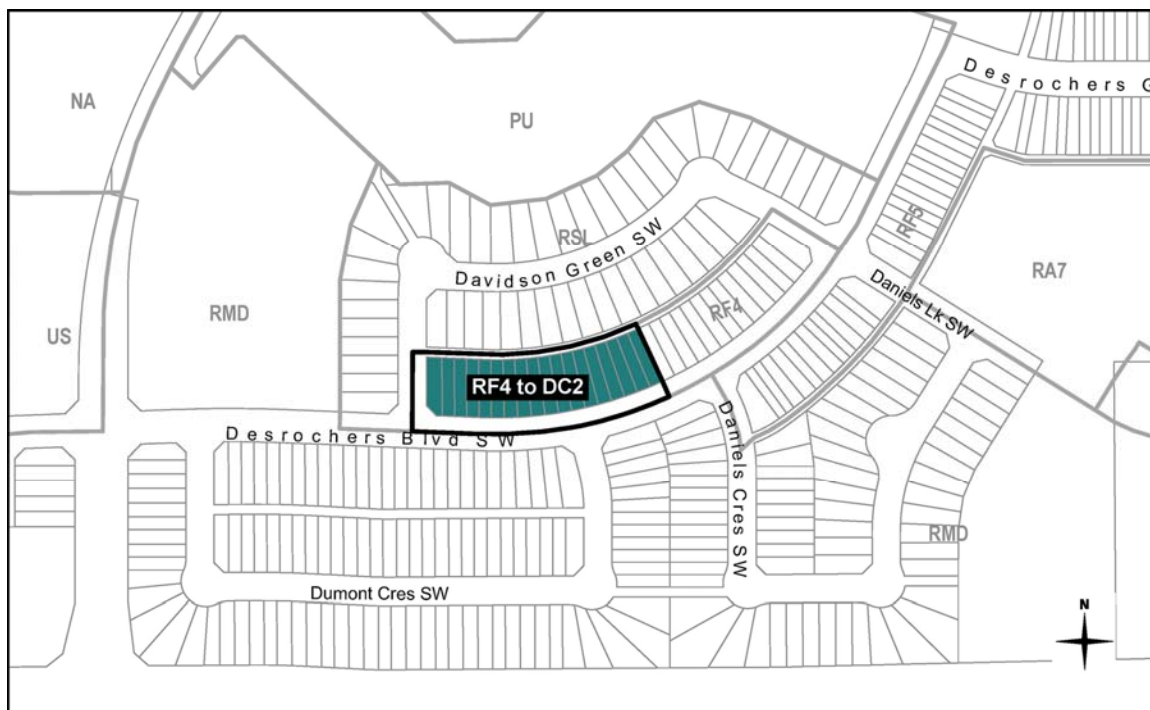 Desrochers G
NA
PU
RF5
RSL
Davidson Green SW
RA7
RMD
US
RF4
Daniels Lk SW
RF4 to DC2
Desrochers Blvd SW
Daniels Cres SW
RMD
Dumont Cres SW
N